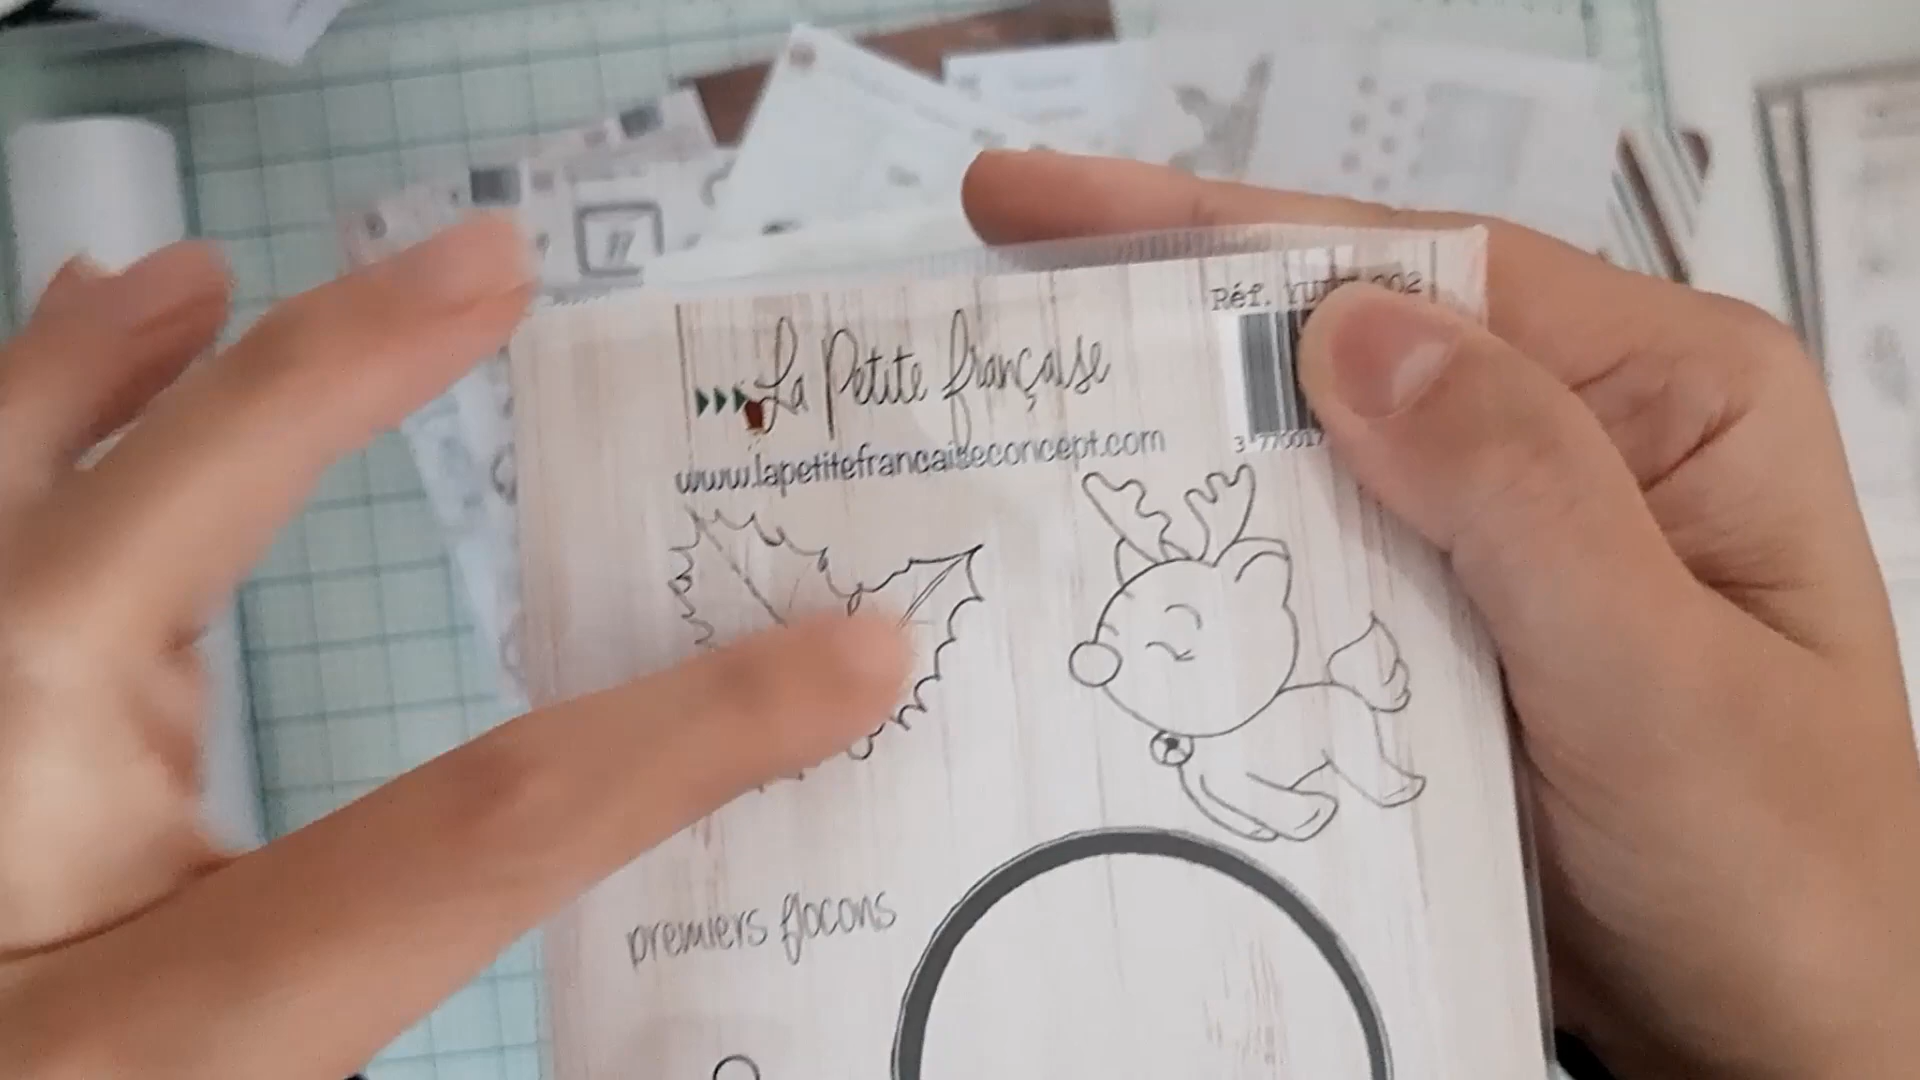 La Petite française
Réf.
www.lapetitefrancaiseconcept.com
premiers flocons